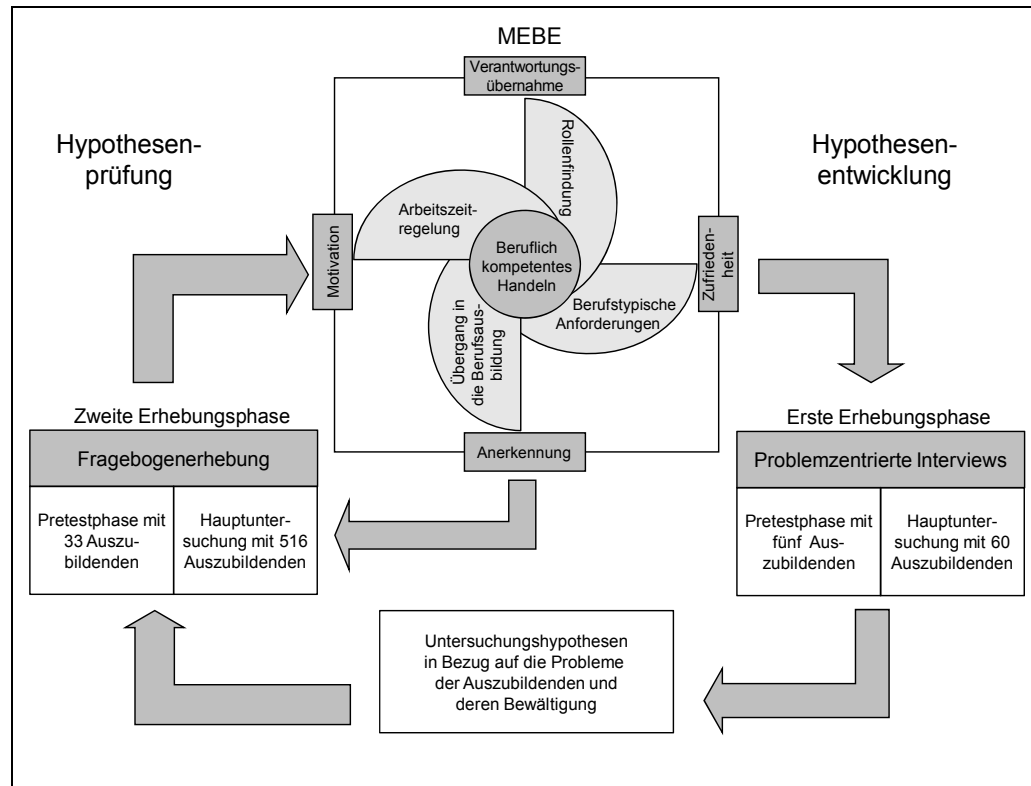 MEBE
Verantwortungs-
übernahme
Hypothesen-
prüfung
Hypothesen-
entwicklung
Rollenfindung
Arbeitszeit-
regelung
Motivation
Beruflich
kompetentes
Handeln
Zufrieden-
heit
Berufstypische
Anforderungen
Übergang in
die Berufsaus-
bildung
Anerkennung
Zweite Erhebungsphase
Fragebogenerhebung
Pretestphase mit
33 Auszu-
bildenden
Hauptunter-
suchung mit 516
Auszubildenden
Erste Erhebungsphase
Problemzentrierte Interviews
Pretestphase mit
fünf Aus-
zubildenden
Hauptunter-
suchung mit 60
Auszubildenden
Untersuchungshypothesen
in Bezug auf die Probleme
der Auszubildenden und
deren Bewältigung